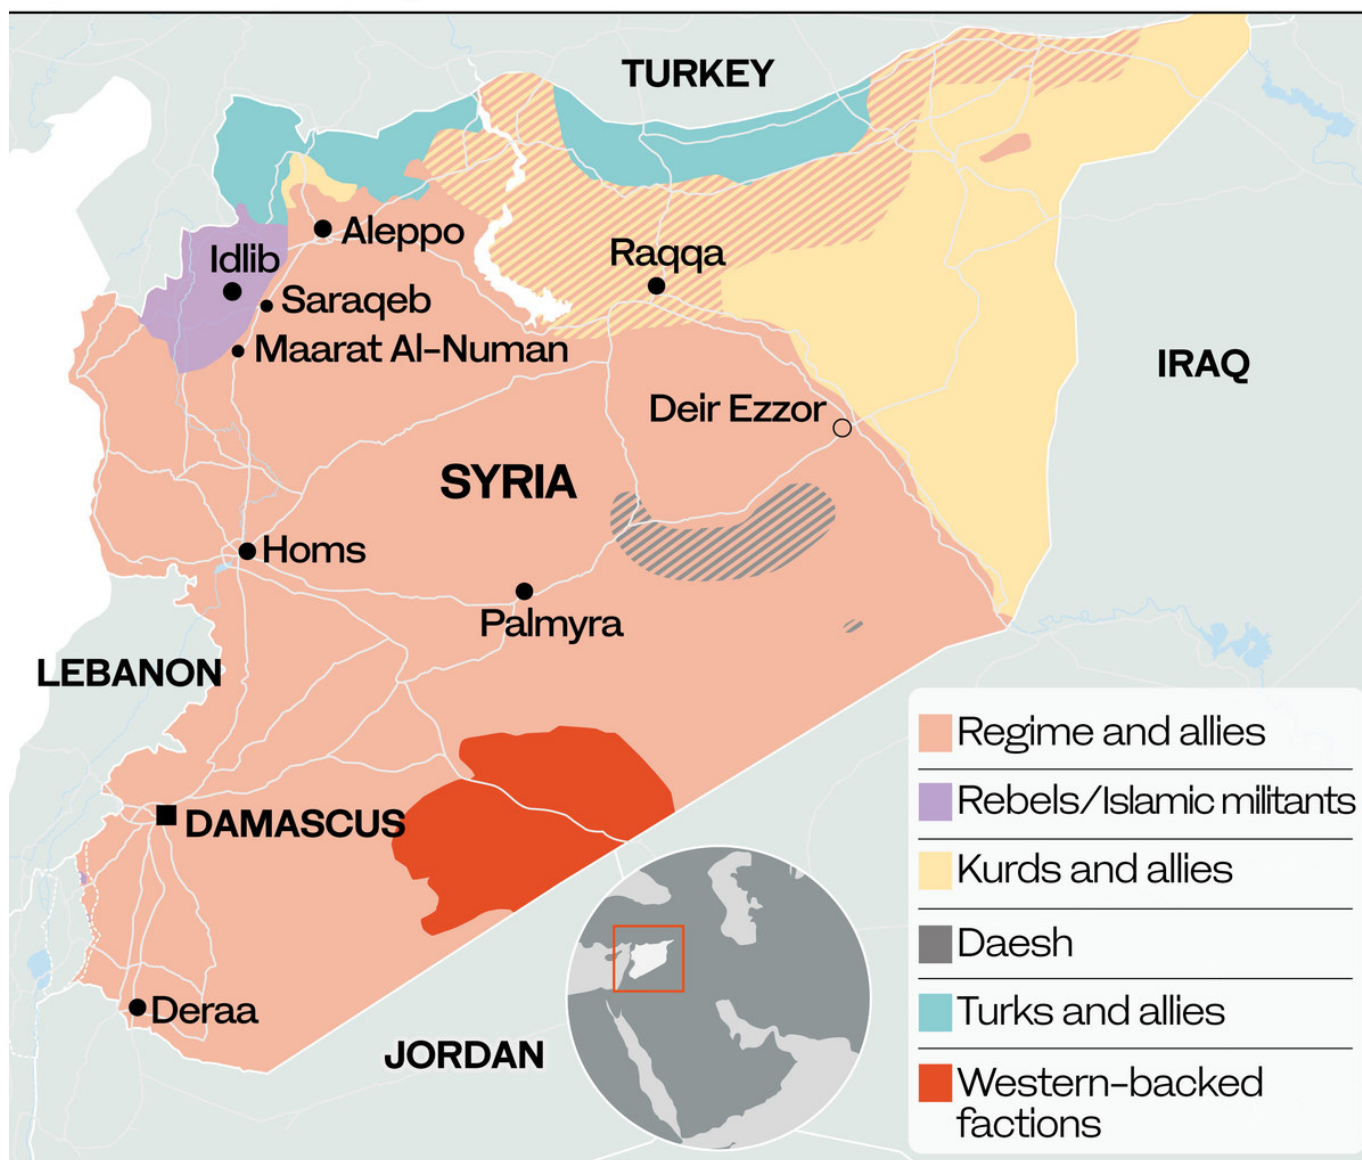 TURKEY
Aleppo
Idlib
Raqqa
Saraqeb
Maarat Al-Numan
IRAQ
Deir Ezzor
SYRIA
Homs
Palmyra
LEBANON
DAMASCUS
Deraa
JORDAN
Regime and allies
Rebels/Islamic militants
Kurds and allies
Daesh
Turks and allies
Western-backed
factions